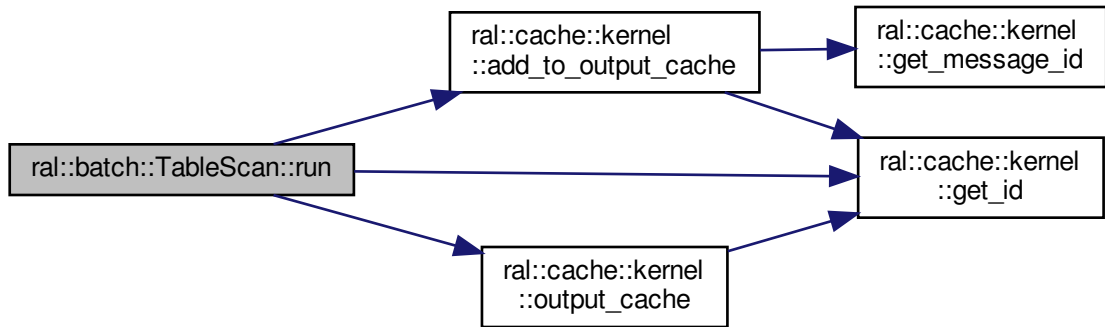 ral::batch::TableScan::run
ral::cache::kernel
::add_to_output_cache
ral::cache::kernel
::get_message_id
ral::cache::kernel
::get_id
ral::cache::kernel
::output_cache